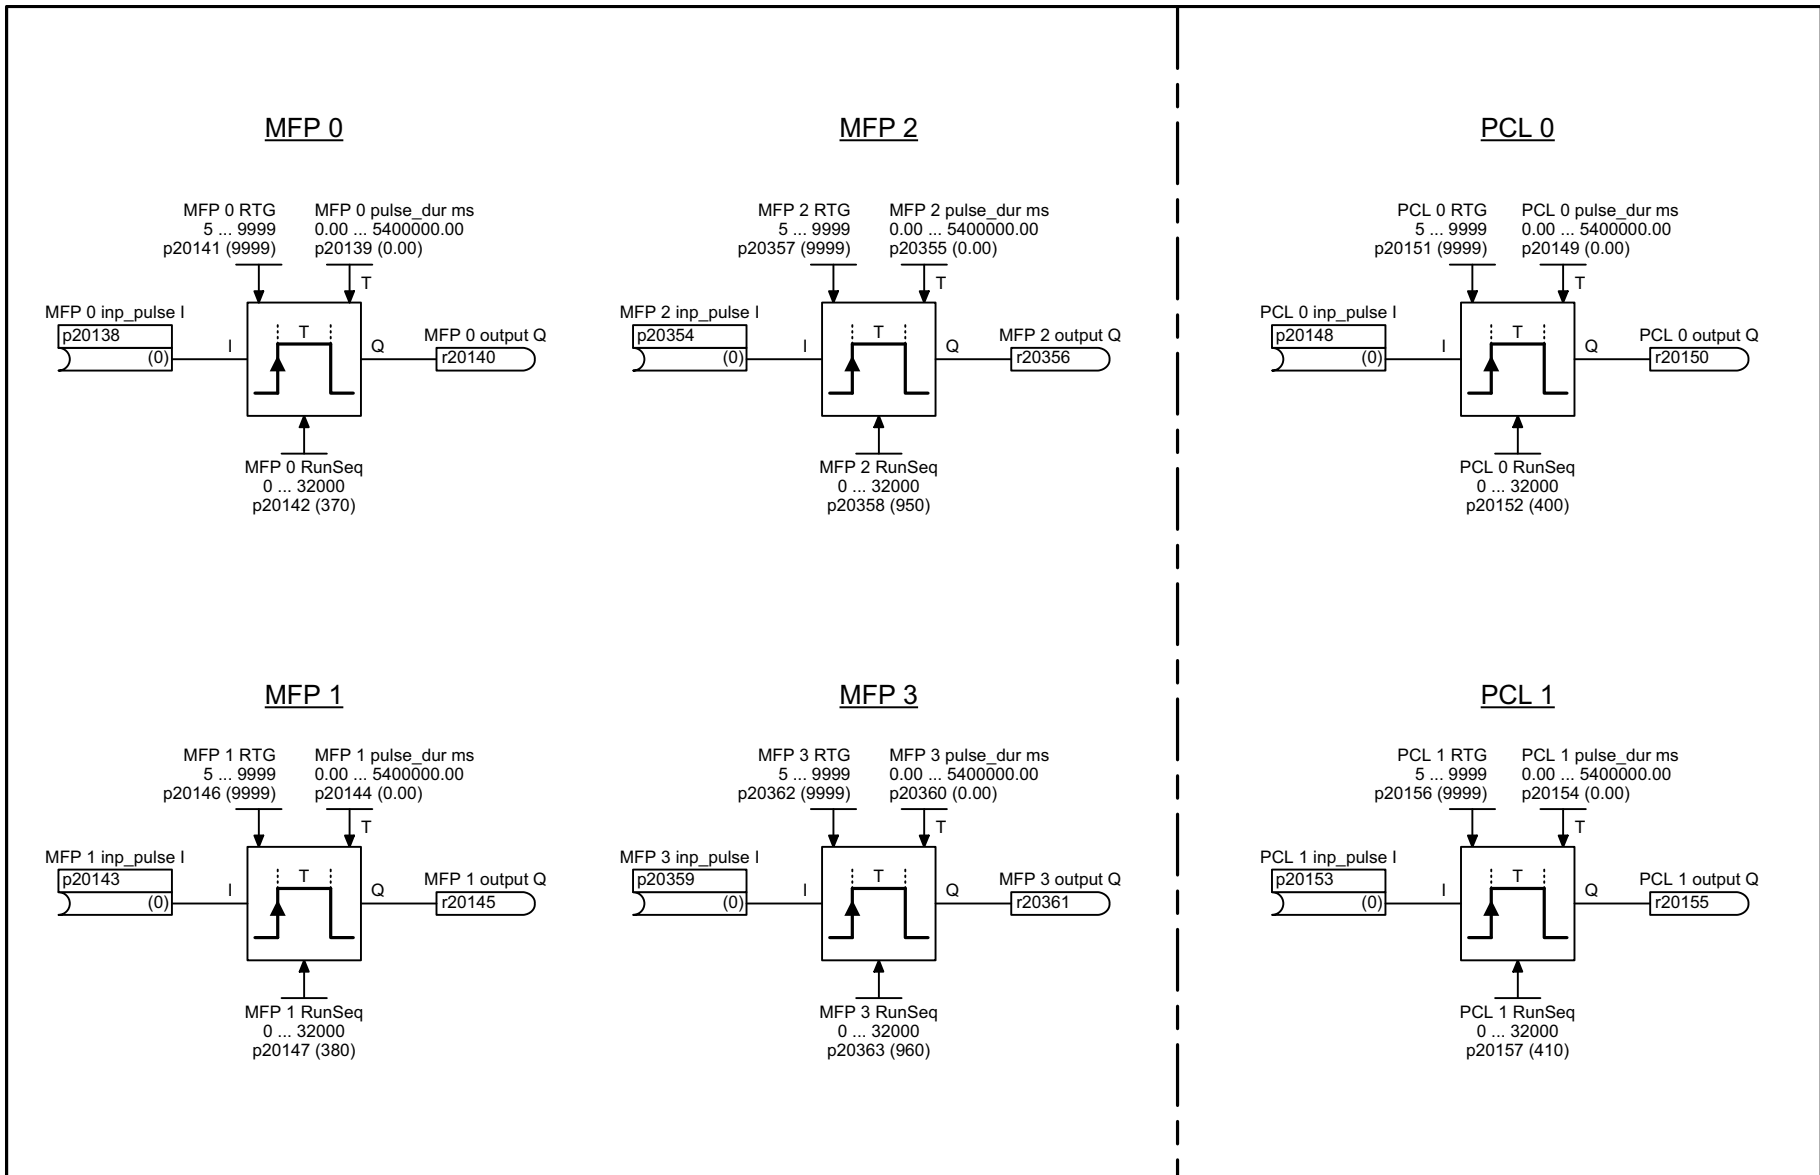 MFP 0
MFP 0 RTG
5 ... 9999
p20141 (9999)
MFP 0 pulse_dur ms
0.00 ... 5400000.00
p20139 (0.00)
T
MFP 0 inp_pulse I
p20138
(0)
I
T
Q
MFP 0 output Q
r20140
MFP 0 RunSeq
0 ... 32000
p20142 (370)
MFP 2
MFP 2 RTG
5 ... 9999
p20357 (9999)
MFP 2 pulse_dur ms
0.00 ... 5400000.00
p20355 (0.00)
T
MFP 2 inp_pulse I
p20354
(0)
I
T
Q
MFP 2 output Q
r20356
MFP 2 RunSeq
0 ... 32000
p20358 (950)
PCL 0
PCL 0 RTG
5 ... 9999
p20151 (9999)
PCL 0 pulse_dur ms
0.00 ... 5400000.00
p20149 (0.00)
T
PCL 0 inp_pulse I
p20148
(0)
I
T
Q
PCL 0 output Q
r20150
PCL 0 RunSeq
0 ... 32000
p20152 (400)
MFP 1
MFP 1 RTG
5 ... 9999
p20146 (9999)
MFP 1 pulse_dur ms
0.00 ... 5400000.00
p20144 (0.00)
T
MFP 1 inp_pulse I
p20143
(0)
I
T
Q
MFP 1 output Q
r20145
MFP 1 RunSeq
0 ... 32000
p20147 (380)
MFP 3
MFP 3 RTG
5 ... 9999
p20362 (9999)
MFP 3 pulse_dur ms
0.00 ... 5400000.00
p20360 (0.00)
T
MFP 3 inp_pulse I
p20359
(0)
I
T
Q
MFP 3 output Q
r20361
MFP 3 RunSeq
0 ... 32000
p20363 (960)
PCL 1
PCL 1 RTG
5 ... 9999
p20156 (9999)
PCL 1 pulse_dur ms
0.00 ... 5400000.00
p20154 (0.00)
T
PCL 1 inp_pulse I
p20153
(0)
I
T
Q
PCL 1 output Q
r20155
PCL 1 RunSeq
0 ... 32000
p20157 (410)